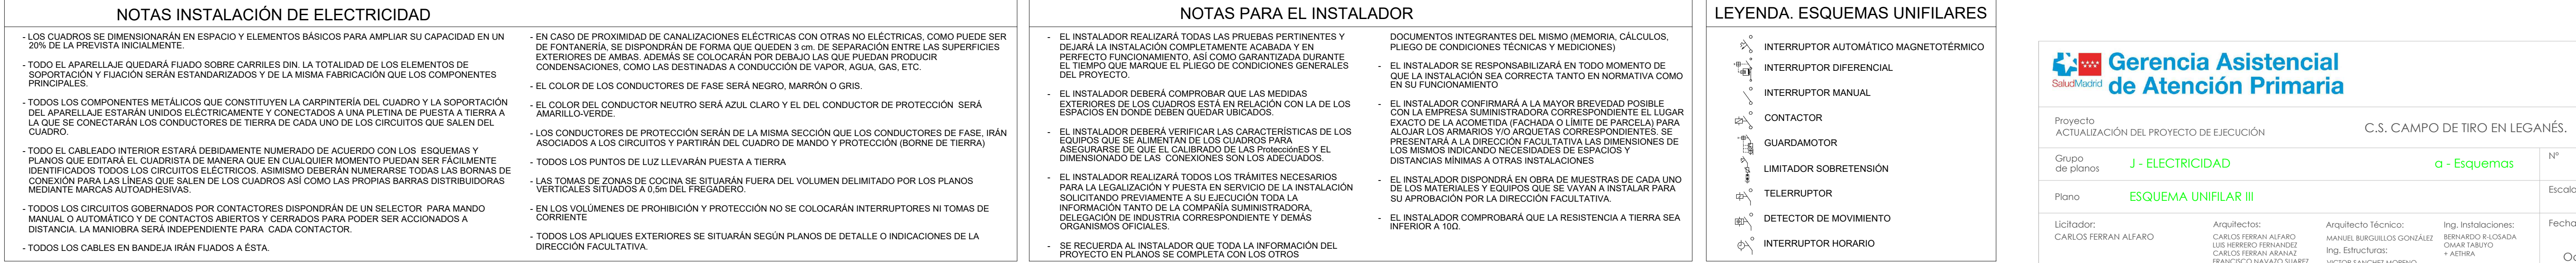 NOTAS INSTALACIÓN DE ELECTRICIDAD
- LOS CUADROS SE DIMENSIONARÁN EN ESPACIO Y ELEMENTOS BÁSICOS PARA AMPLIAR SU CAPACIDAD EN UN
20% DE LA PREVISTA INICIALMENTE.
- TODO EL APARELLAJE QUEDARÁ FIJADO SOBRE CARRILES DIN. LA TOTALIDAD DE LOS ELEMENTOS DE
SOPORTACIÓN Y FIJACIÓN SERÁN ESTANDARIZADOS Y DE LA MISMA FABRICACIÓN QUE LOS COMPONENTES
PRINCIPALES.
- TODOS LOS COMPONENTES METÁLICOS QUE CONSTITUYEN LA CARPINTERÍA DEL CUADRO Y LA SOPORTACIÓN
DEL APARELLAJE ESTARÁN UNIDOS ELÉCTRICAMENTE Y CONECTADOS A UNA PLETINA DE PUESTA A TIERRA A
LA QUE SE CONECTARÁN LOS CONDUCTORES DE TIERRA DE CADA UNO DE LOS CIRCUITOS QUE SALEN DEL
CUADRO.
- TODO EL CABLEADO INTERIOR ESTARÁ DEBIDAMENTE NUMERADO DE ACUERDO CON LOS ESQUEMAS Y
PLANOS QUE EDITARÁ EL CUADRISTA DE MANERA QUE EN CUALQUIER MOMENTO PUEDAN SER FÁCILMENTE
IDENTIFICADOS TODOS LOS CIRCUITOS ELÉCTRICOS. ASIMISMO DEBERÁN NUMERARSE TODAS LAS BORNAS DE
CONEXIÓN PARA LAS LÍNEAS QUE SALEN DE LOS CUADROS ASÍ COMO LAS PROPIAS BARRAS DISTRIBUIDORAS
MEDIANTE MARCAS AUTOADHESIVAS.
- TODOS LOS CIRCUITOS GOBERNADOS POR CONTACTORES DISPONDRÁN DE UN SELECTOR PARA MANDO
MANUAL O AUTOMÁTICO Y DE CONTACTOS ABIERTOS Y CERRADOS PARA PODER SER ACCIONADOS A
DISTANCIA. LA MANIOBRA SERÁ INDEPENDIENTE PARA CADA CONTACTOR.
- TODOS LOS CABLES EN BANDEJA IRÁN FIJADOS A ÉSTA.
- EN CASO DE PROXIMIDAD DE CANALIZACIONES ELÉCTRICAS CON OTRAS NO ELÉCTRICAS, COMO PUEDE SER
DE FONTANERÍA, SE DISPONDRÁN DE FORMA QUE QUEDEN 3 cm. DE SEPARACIÓN ENTRE LAS SUPERFICIES
EXTERIORES DE AMBAS. ADEMÁS SE COLOCARÁN POR DEBAJO LAS QUE PUEDAN PRODUCIR
CONDENSACIONES, COMO LAS DESTINADAS A CONDUCCIÓN DE VAPOR, AGUA, GAS, ETC.
- EL COLOR DE LOS CONDUCTORES DE FASE SERÁ NEGRO, MARRÓN O GRIS.
- EL COLOR DEL CONDUCTOR NEUTRO SERÁ AZUL CLARO Y EL DEL CONDUCTOR DE PROTECCIÓN SERÁ
AMARILLO-VERDE.
- LOS CONDUCTORES DE PROTECCIÓN SERÁN DE LA MISMA SECCIÓN QUE LOS CONDUCTORES DE FASE, IRÁN
ASOCIADOS A LOS CIRCUITOS Y PARTIRÁN DEL CUADRO DE MANDO Y PROTECCIÓN (BORNE DE TIERRA)
- TODOS LOS PUNTOS DE LUZ LLEVARÁN PUESTA A TIERRA
- LAS TOMAS DE ZONAS DE COCINA SE SITUARÁN FUERA DEL VOLUMEN DELIMITADO POR LOS PLANOS
VERTICALES SITUADOS A 0,5m DEL FREGADERO.
- EN LOS VOLÚMENES DE PROHIBICIÓN Y PROTECCIÓN NO SE COLOCARÁN INTERRUPTORES NI TOMAS DE
CORRIENTE
- TODOS LOS APLIQUES EXTERIORES SE SITUARÁN SEGÚN PLANOS DE DETALLE O INDICACIONES DE LA
DIRECCIÓN FACULTATIVA.
NOTAS PARA EL INSTALADOR
- EL INSTALADOR REALIZARÁ TODAS LAS PRUEBAS PERTINENTES Y
DEJARÁ LA INSTALACIÓN COMPLETAMENTE ACABADA Y EN
PERFECTO FUNCIONAMIENTO, ASÍ COMO GARANTIZADA DURANTE
EL TIEMPO QUE MARQUE EL PLIEGO DE CONDICIONES GENERALES
DEL PROYECTO.
- EL INSTALADOR DEBERÁ COMPROBAR QUE LAS MEDIDAS
EXTERIORES DE LOS CUADROS ESTÁ EN RELACIÓN CON LA DE LOS
ESPACIOS EN DONDE DEBEN QUEDAR UBICADOS.
- EL INSTALADOR DEBERÁ VERIFICAR LAS CARACTERÍSTICAS DE LOS
EQUIPOS QUE SE ALIMENTAN DE LOS CUADROS PARA
ASEGURARSE DE QUE EL CALIBRADO DE LAS ProtecciónES Y EL
DIMENSIONADO DE LAS CONEXIONES SON LOS ADECUADOS.
- EL INSTALADOR REALIZARÁ TODOS LOS TRÁMITES NECESARIOS
PARA LA LEGALIZACIÓN Y PUESTA EN SERVICIO DE LA INSTALACIÓN
SOLICITANDO PREVIAMENTE A SU EJECUCIÓN TODA LA
INFORMACIÓN TANTO DE LA COMPAÑÍA SUMINISTRADORA,
DELEGACIÓN DE INDUSTRIA CORRESPONDIENTE Y DEMÁS
ORGANISMOS OFICIALES.
- SE RECUERDA AL INSTALADOR QUE TODA LA INFORMACIÓN DEL
PROYECTO EN PLANOS SE COMPLETA CON LOS OTROS
DOCUMENTOS INTEGRANTES DEL MISMO (MEMORIA, CÁLCULOS,
PLIEGO DE CONDICIONES TÉCNICAS Y MEDICIONES)
- EL INSTALADOR SE RESPONSABILIZARÁ EN TODO MOMENTO DE
QUE LA INSTALACIÓN SEA CORRECTA TANTO EN NORMATIVA COMO
EN SU FUNCIONAMIENTO
- EL INSTALADOR CONFIRMARÁ A LA MAYOR BREVEDAD POSIBLE
CON LA EMPRESA SUMINISTRADORA CORRESPONDIENTE EL LUGAR
EXACTO DE LA ACOMETIDA (FACHADA O LÍMITE DE PARCELA) PARA
ALOJAR LOS ARMARIOS Y/O ARQUETAS CORRESPONDIENTES. SE
PRESENTARÁ A LA DIRECCIÓN FACULTATIVA LAS DIMENSIONES DE
LOS MISMOS INDICANDO NECESIDADES DE ESPACIOS Y
DISTANCIAS MÍNIMAS A OTRAS INSTALACIONES
- EL INSTALADOR DISPONDRÁ EN OBRA DE MUESTRAS DE CADA UNO
DE LOS MATERIALES Y EQUIPOS QUE SE VAYAN A INSTALAR PARA
SU APROBACIÓN POR LA DIRECCIÓN FACULTATIVA.
- EL INSTALADOR COMPROBARÁ QUE LA RESISTENCIA A TIERRA SEA
INFERIOR A 10Ω.
LEYENDA. ESQUEMAS UNIFILARES
INTERRUPTOR AUTOMÁTICO MAGNETOTÉRMICO
INTERRUPTOR DIFERENCIAL
INTERRUPTOR MANUAL
CONTACTOR
GUARDAMOTOR
LIMITADOR SOBRETENSIÓN
TELERRUPTOR
DETECTOR DE MOVIMIENTO
INTERRUPTOR HORARIO
SaludMadrid
Gerencia Asistencial
de Atención Primaria
Proyecto
ACTUALIZACIÓN DEL PROYECTO DE EJECUCIÓN
C.S. CAMPO DE TIRO EN LEGANÉS.
Grupo
de planos
J - ELECTRICIDAD
a - Esquemas
Nº
Plano
ESQUEMA UNIFILAR III
Escala
Licitador:
CARLOS FERRAN ALFARO
Arquitectos:
CARLOS FERRAN ALFARO
LUIS HERRERO FERNANDEZ
CARLOS FERRAN ARANAZ
FRANCISCO NAVAZO SUAREZ
Arquitecto Técnico:
MANUEL BURGUILLOS GONZÁLEZ
Ing. Estructuras:
VICTOR SANCHEZ MORENO
Ing. Instalaciones:
BERNARDO R-LOSADA
OMAR TABUYO
+ AETHRA
Fecha